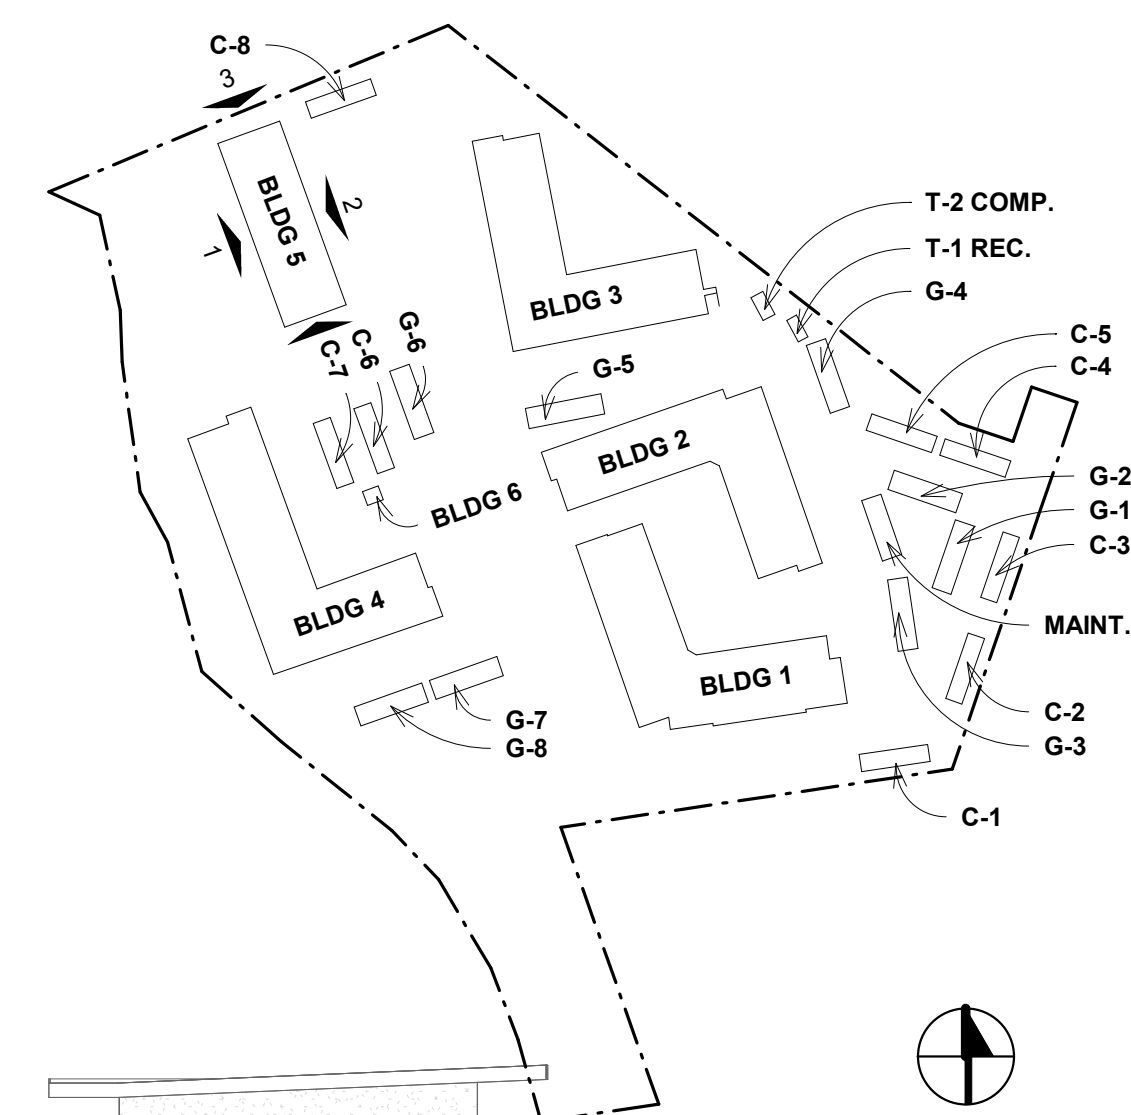 C-8
3
BLDG 5
2
1
T-2 COMP.
T-1 REC.
G-4
BLDG 3
C-5
C-4
G-6
C-6
C-7
G-5
BLDG 2
G-2
BLDG 6
G-1
C-3
BLDG 4
MAINT.
BLDG 1
C-2
G-7
G-3
G-8
C-1